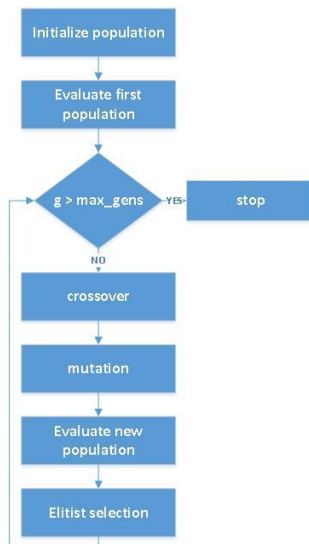 Initialize population
Evaluate first
population
g > max_gens
YES
stop
NO
crossover
mutation
Evaluate new
population
Elitist selection